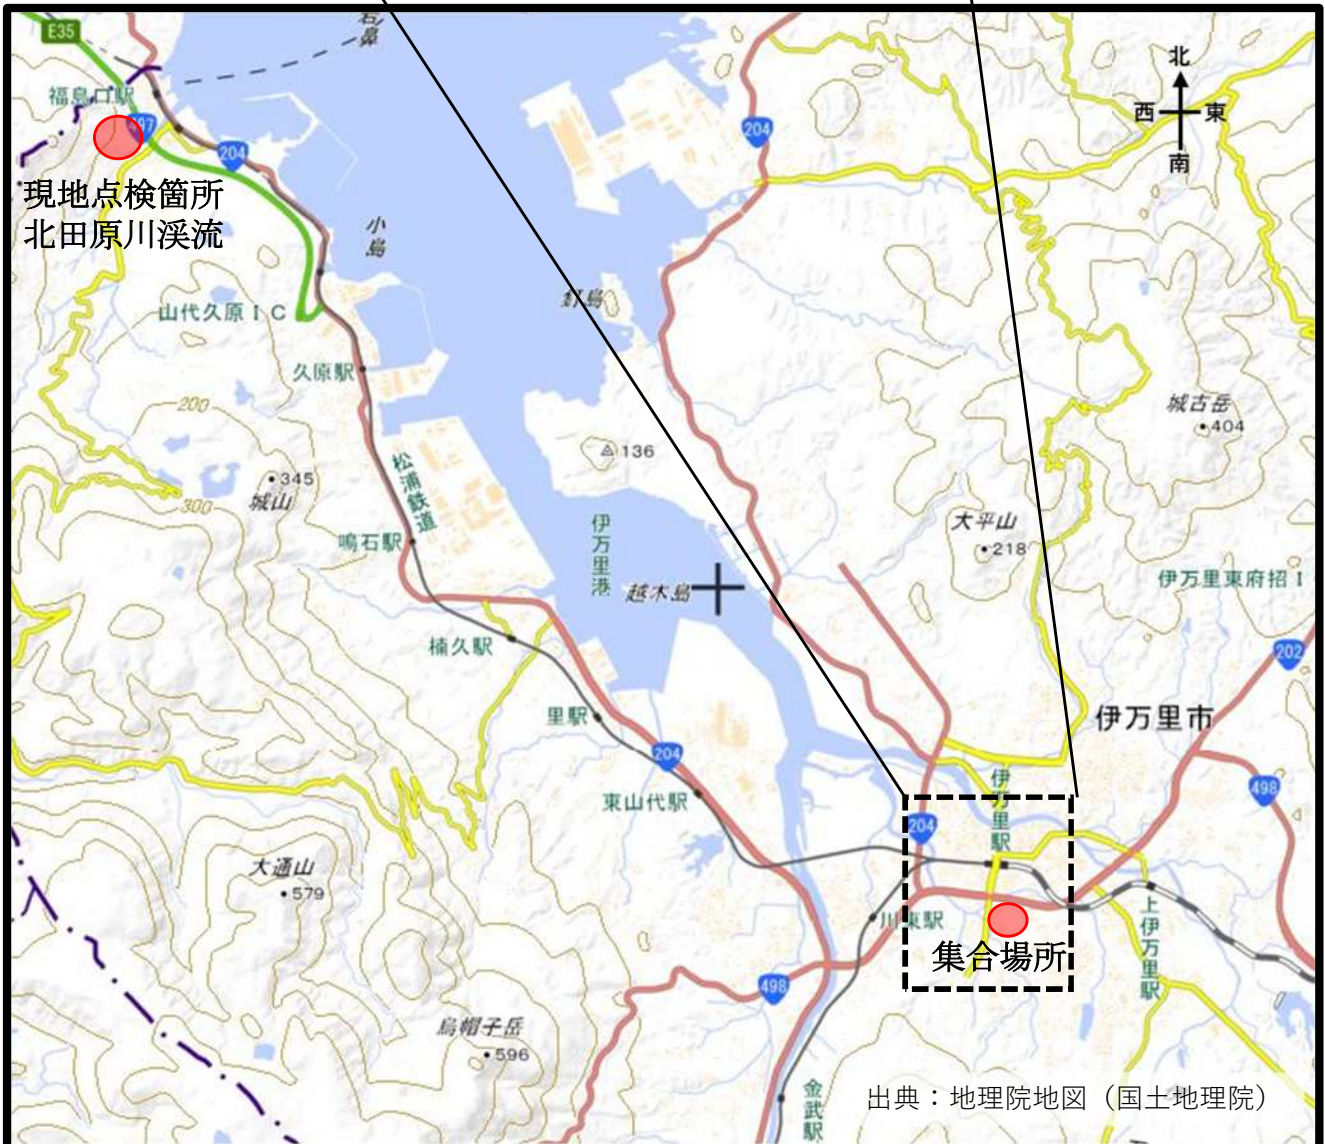 岩鼻
E35
北
西
東
南
福島口駅
497
204
204
現地点検箇所
北田原川渓流
小島
釘島
山代久原IC
久原駅
200
城古岳
404
136
松浦鉄道
345
城山
300
伊万里港
大平山
218
鳴石駅
越木島
伊万里東府招I
楠久駅
202
里駅
伊万里市
204
伊万里駅
498
東山代駅
204
大通山
579
川東駅
上伊万里駅
集合場所
498
烏帽子岳
596
金武駅
出典:地理院地図(国土地理院)